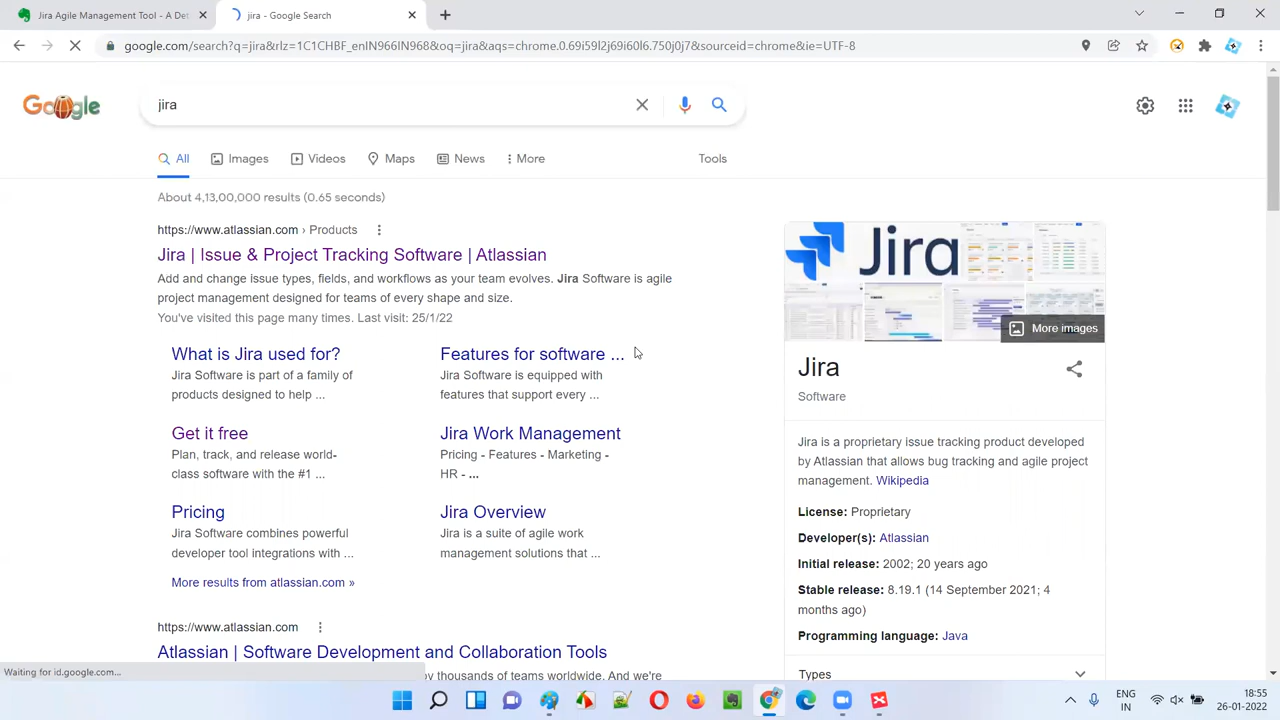 Jira Agile Management Tool - A Det
jira - Google Search
google.com/search?q=jira&rlz=1C1CHBF_enIN966IN968&oq=jira&aqs=chrome.0.69i59l2j69i60l6.750j0j7&sourceid=chrome&ie=UTF-8
Google
jira
All
Images
Videos
Maps
News
More
Tools
About 4,13,00,000 results (0.65 seconds)
https://www.atlassian.com › Products
Jira | Issue & Project Tracking Software | Atlassian
Add and change issue types, fields, and workflows as your team evolves. Jira Software is agile
project management designed for teams of every shape and size.
You've visited this page many times. Last visit: 25/1/22
What is Jira used for?
Jira Software is part of a family of
products designed to help ...
Features for software ...
Jira Software is equipped with
features that support every ...
Get it free
Plan, track, and release world-
class software with the #1 ...
Jira Work Management
Pricing - Features - Marketing -
HR - ...
Pricing
Jira Software combines powerful
developer tool integrations with ...
Jira Overview
Jira is a suite of agile work
management solutions that ...
More results from atlassian.com »
https://www.atlassian.com
Atlassian | Software Development and Collaboration Tools
by thousands of teams worldwide. And we're
Jira
More images
Jira
Software
Jira is a proprietary issue tracking product developed
by Atlassian that allows bug tracking and agile project
management. Wikipedia
License: Proprietary
Developer(s): Atlassian
Initial release: 2002; 20 years ago
Stable release: 8.19.1 (14 September 2021; 4
months ago)
Programming language: Java
Types
Waiting for id.google.com...
ENG
IN
18:55
26-01-2022